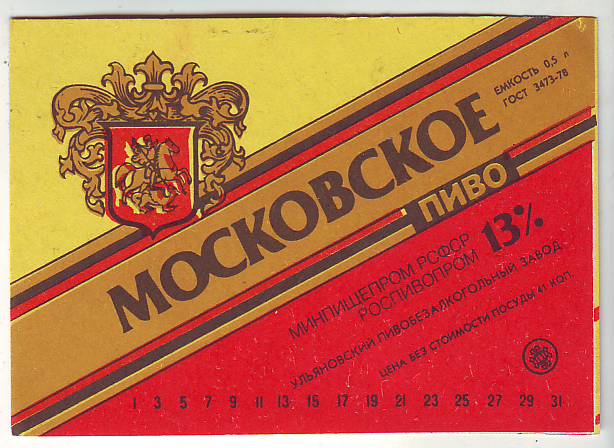 ЕМКОСТЬ 0,5 л
ГОСТ 3473-78
МОСКОВСКОЕ
ПИВО
13%
МИНПИЩЕПРОМ РСФСР
РОСПИВОПРОМ
УЛЬЯНОВСКИЙ ПИВОБЕЗАЛКОГОЛЬНЫЙ ЗАВОД
ЦЕНА БЕЗ СТОИМОСТИ ПОСУДЫ 41 КОП.
1 3 5 7 9 11 13 15 17 19 21 23 25 27 29 31